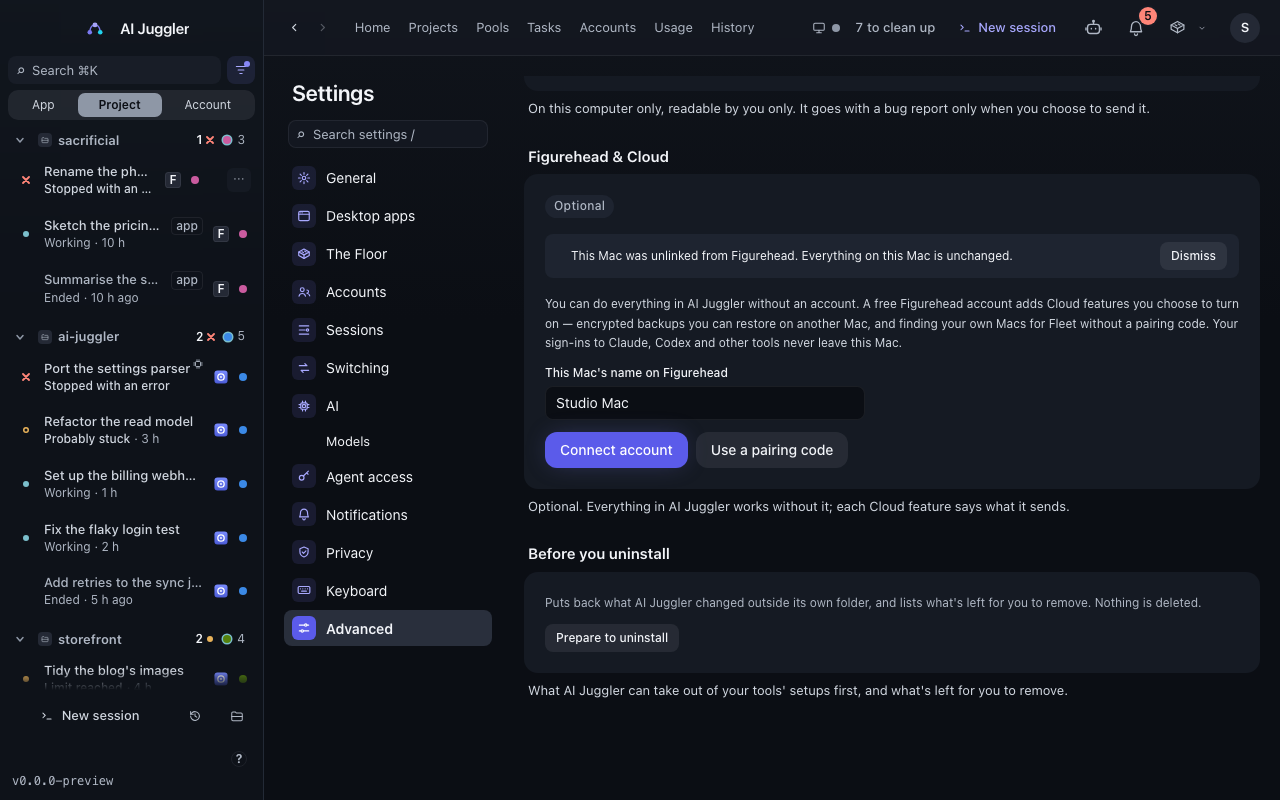 AI Juggler
Search ⌘K
App
Project
Account
sacrificial
1
3
Rename the ph...
Stopped with an ...
F
Sketch the pricin...
app
Working · 10 h
F
Summarise the s...
app
Ended · 10 h ago
F
ai-juggler
2
5
Port the settings parser
Stopped with an error
Refactor the read model
Probably stuck · 3 h
Set up the billing webh...
Working · 1 h
Fix the flaky login test
Working · 2 h
Add retries to the sync j...
Ended · 5 h ago
storefront
2
4
Tidy the blog's images
Limit reached · 4 h
New session
?
v0.0.0-preview
Home
Projects
Pools
Tasks
Accounts
Usage
History
7 to clean up
New session
5
S
Settings
Search settings /
General
Desktop apps
The Floor
Accounts
Sessions
Switching
AI
Models
Agent access
Notifications
Privacy
Keyboard
Advanced
On this computer only, readable by you only. It goes with a bug report only when you choose to send it.
Figurehead & Cloud
Optional
This Mac was unlinked from Figurehead. Everything on this Mac is unchanged.
Dismiss
You can do everything in AI Juggler without an account. A free Figurehead account adds Cloud features you choose to turn
on — encrypted backups you can restore on another Mac, and finding your own Macs for Fleet without a pairing code. Your
sign-ins to Claude, Codex and other tools never leave this Mac.
This Mac's name on Figurehead
Studio Mac
Connect account
Use a pairing code
Optional. Everything in AI Juggler works without it; each Cloud feature says what it sends.
Before you uninstall
Puts back what AI Juggler changed outside its own folder, and lists what's left for you to remove. Nothing is deleted.
Prepare to uninstall
What AI Juggler can take out of your tools' setups first, and what's left for you to remove.